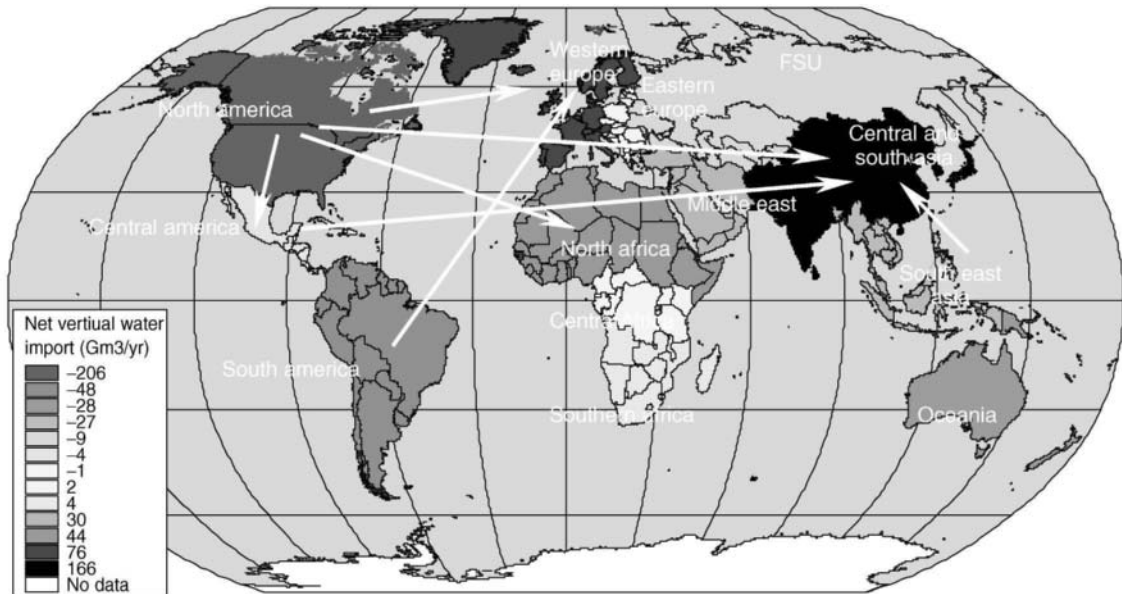 Western
europe
FSU
North america
Eastern
europe
Central and
south asia
Middle east
Central america
North africa
South east
asia
Central africa
South america
Southern africa
Oceania
Net vertiual water
import (Gm3/yr)
−206
−48
−28
−27
−9
−4
−1
2
4
30
44
76
166
No data